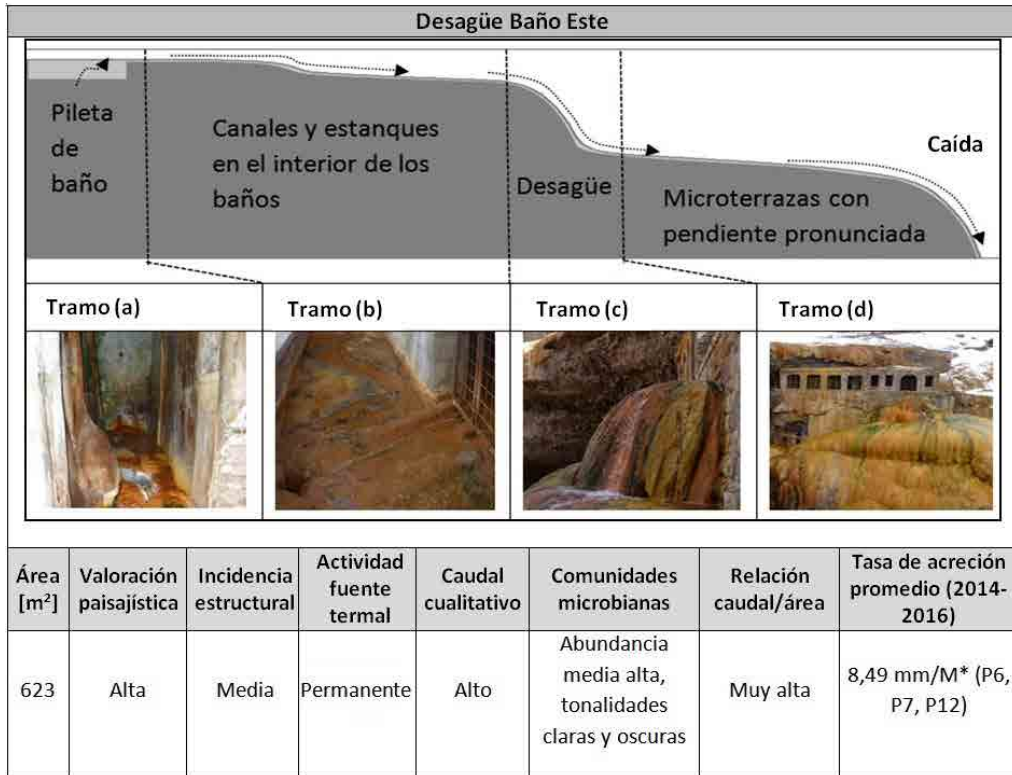 Desagüe Baño Este
Pileta
de
baño
Canales y estanques
en el interior de los
baños
Desagüe
Microterrazas con
pendiente pronunciada
Caída
Tramo (a)
Tramo (b)
Tramo (c)
Tramo (d)
Área
[m²]
Valoración
paisajística
Incidencia
estructural
Actividad
fuente
termal
Caudal
cualitativo
Comunidades
microbianas
Relación
caudal/área
Tasa de acreción
promedio (2014-
2016)
623
Alta
Media
Permanente
Alto
Abundancia
media alta,
tonalidades
claras y oscuras
Muy alta
8,49 mm/M* (P6,
P7, P12)